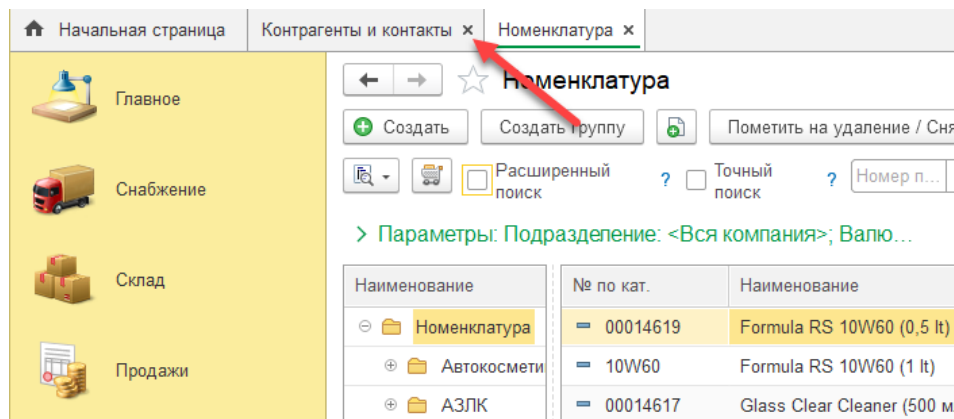 Начальная страница
Контрагенты и контакты ×
Номенклатура ×
Главное
Снабжение
Склад
Продажи
Номенклатура
Создать
Создать группу
Пометить на удаление / Сня
Расширенный
поиск
?
Точный
поиск
?
Номер п...
Параметры: Подразделение: <Вся компания>; Валю...
Наименование
№ по кат.
Наименование
Номенклатура
00014619
Formula RS 10W60 (0,5 lt)
Автокосмети
10W60
Formula RS 10W60 (1 lt)
АЗЛК
00014617
Glass Clear Cleaner (500 м